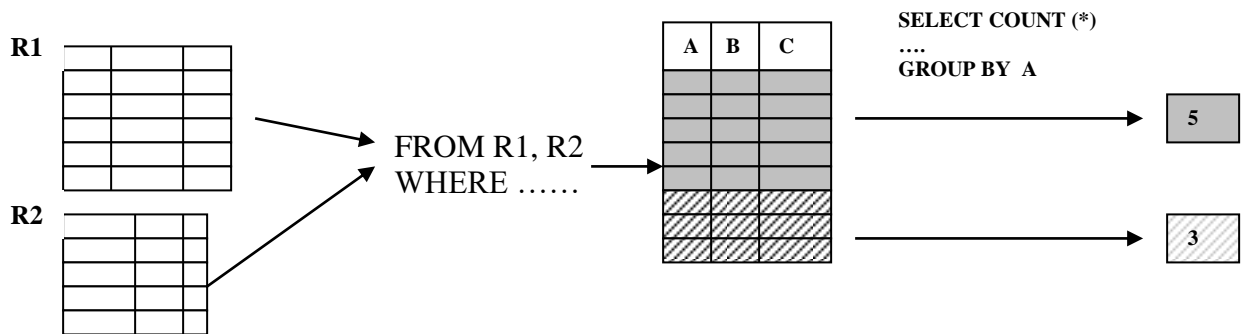 R1
R2
FROM R1, R2
WHERE ……
A B C
SELECT COUNT (*)
….
GROUP BY A
5
3